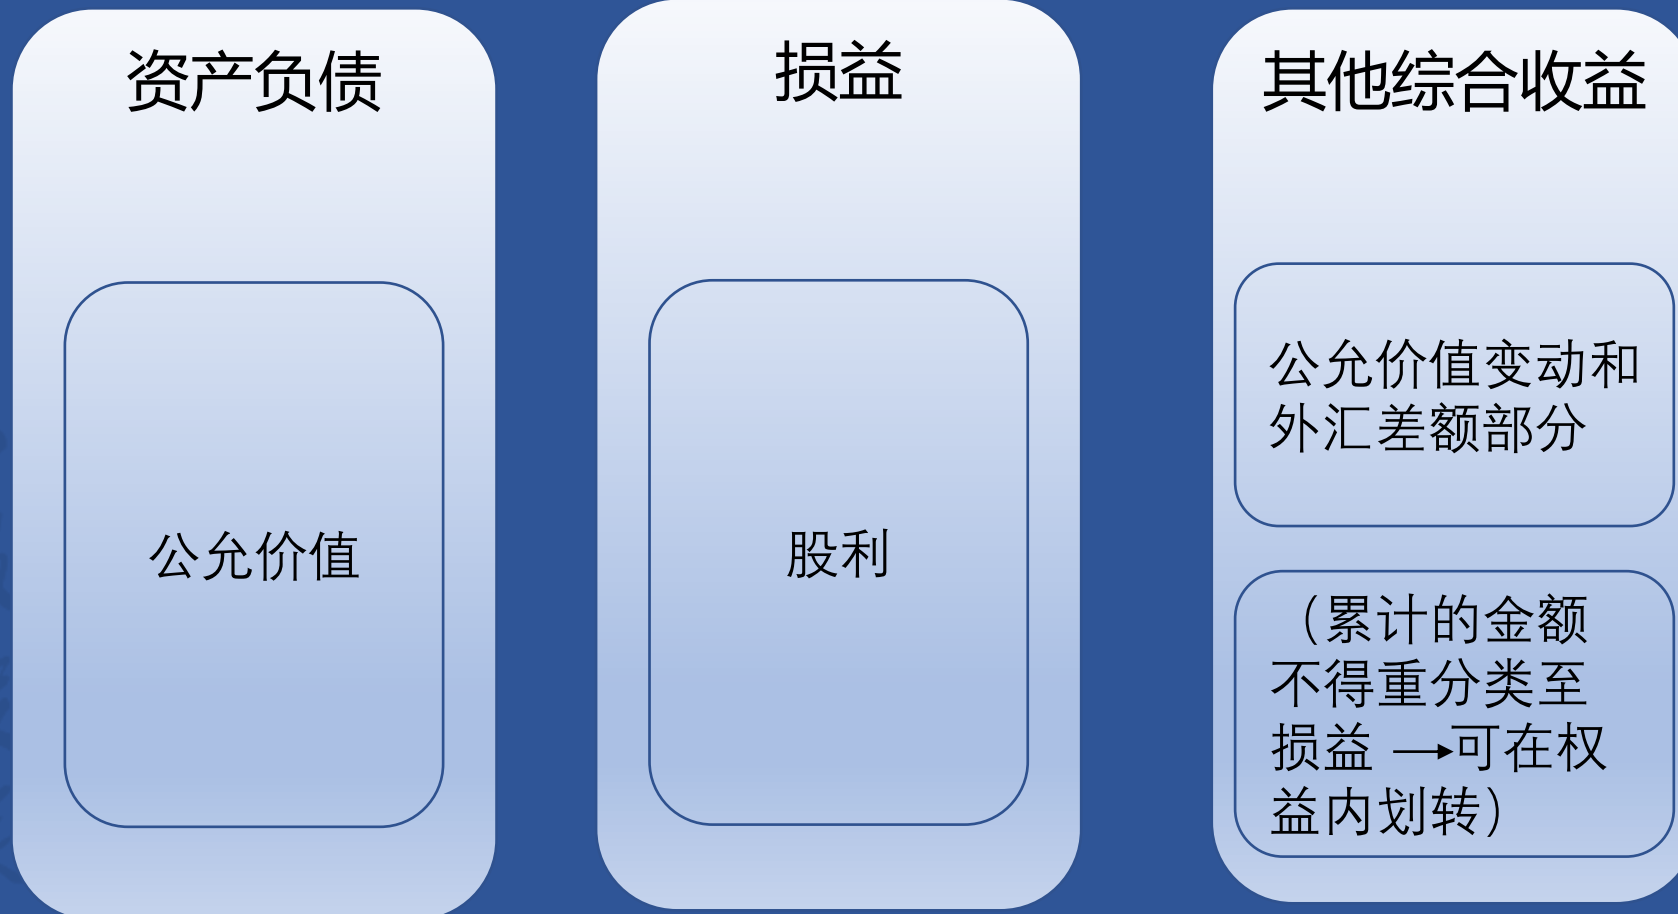 资产负债
公允价值
损益
股利
其他综合收益
公允价值变动和
外汇差额部分
（累计的金额
不得重分类至
损益→可在权
益内划转）